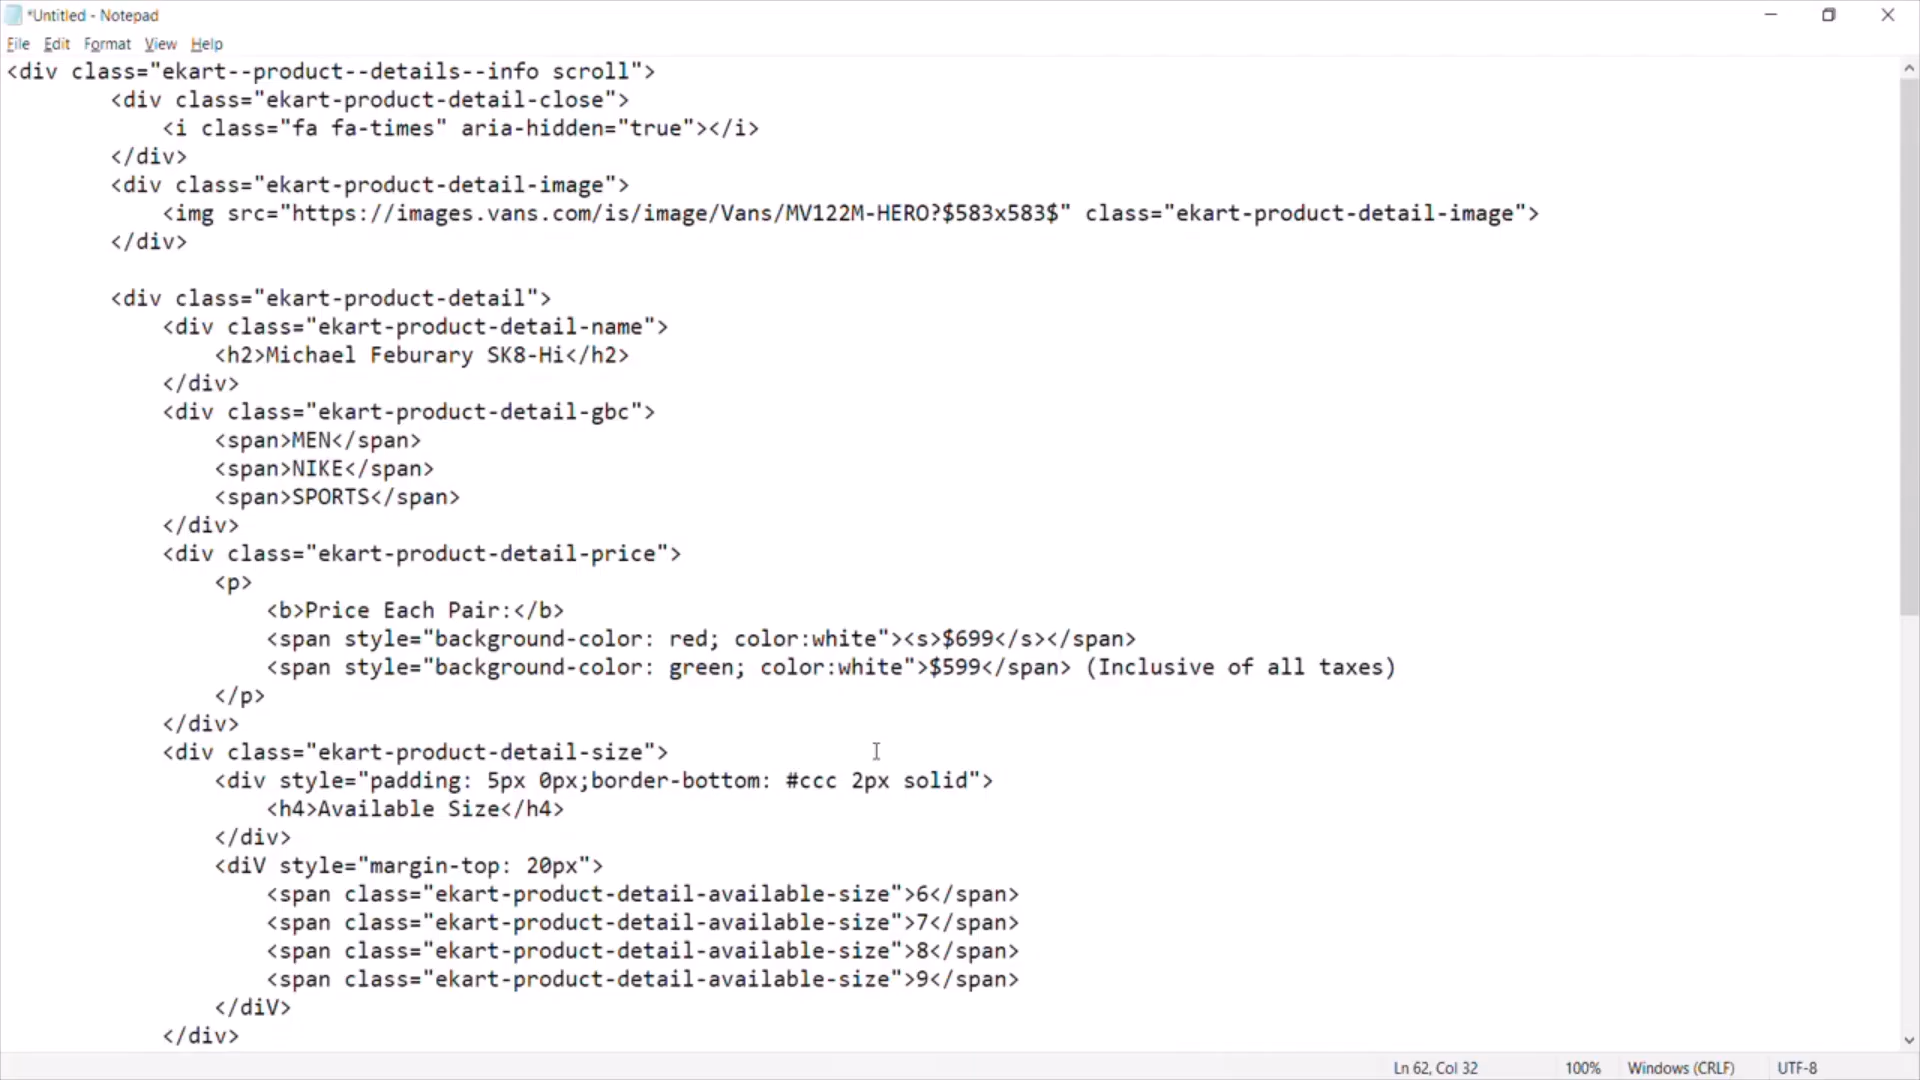 *Untitled - Notepad
File Edit Format View Help
<div class="ekart--product--details--info scroll">
<div class="ekart-product-detail-close">
<i class="fa fa-times" aria-hidden="true"></i>
</div>
<div class="ekart-product-detail-image">
<img src="https://images.vans.com/is/image/Vans/MV122M-HERO?$583x583$" class="ekart-product-detail-image">
</div>
<div class="ekart-product-detail">
<div class="ekart-product-detail-name">
<h2>Michael Feburary SK8-Hi</h2>
</div>
<div class="ekart-product-detail-gbc">
<span>MEN</span>
<span>NIKE</span>
<span>SPORTS</span>
</div>
<div class="ekart-product-detail-price">
<p>
<b>Price Each Pair:</b>
<span style="background-color: red; color:white"><s>$699</s></span>
<span style="background-color: green; color:white">$599</span> (Inclusive of all taxes)
</p>
</div>
<div class="ekart-product-detail-size">
<div style="padding: 5px 0px;border-bottom: #ccc 2px solid">
<h4>Available Size</h4>
</div>
<diV style="margin-top: 20px">
<span class="ekart-product-detail-available-size">6</span>
<span class="ekart-product-detail-available-size">7</span>
<span class="ekart-product-detail-available-size">8</span>
<span class="ekart-product-detail-available-size">9</span>
</diV>
</div>
Ln 62, Col 32 100% Windows (CRLF) UTF-8